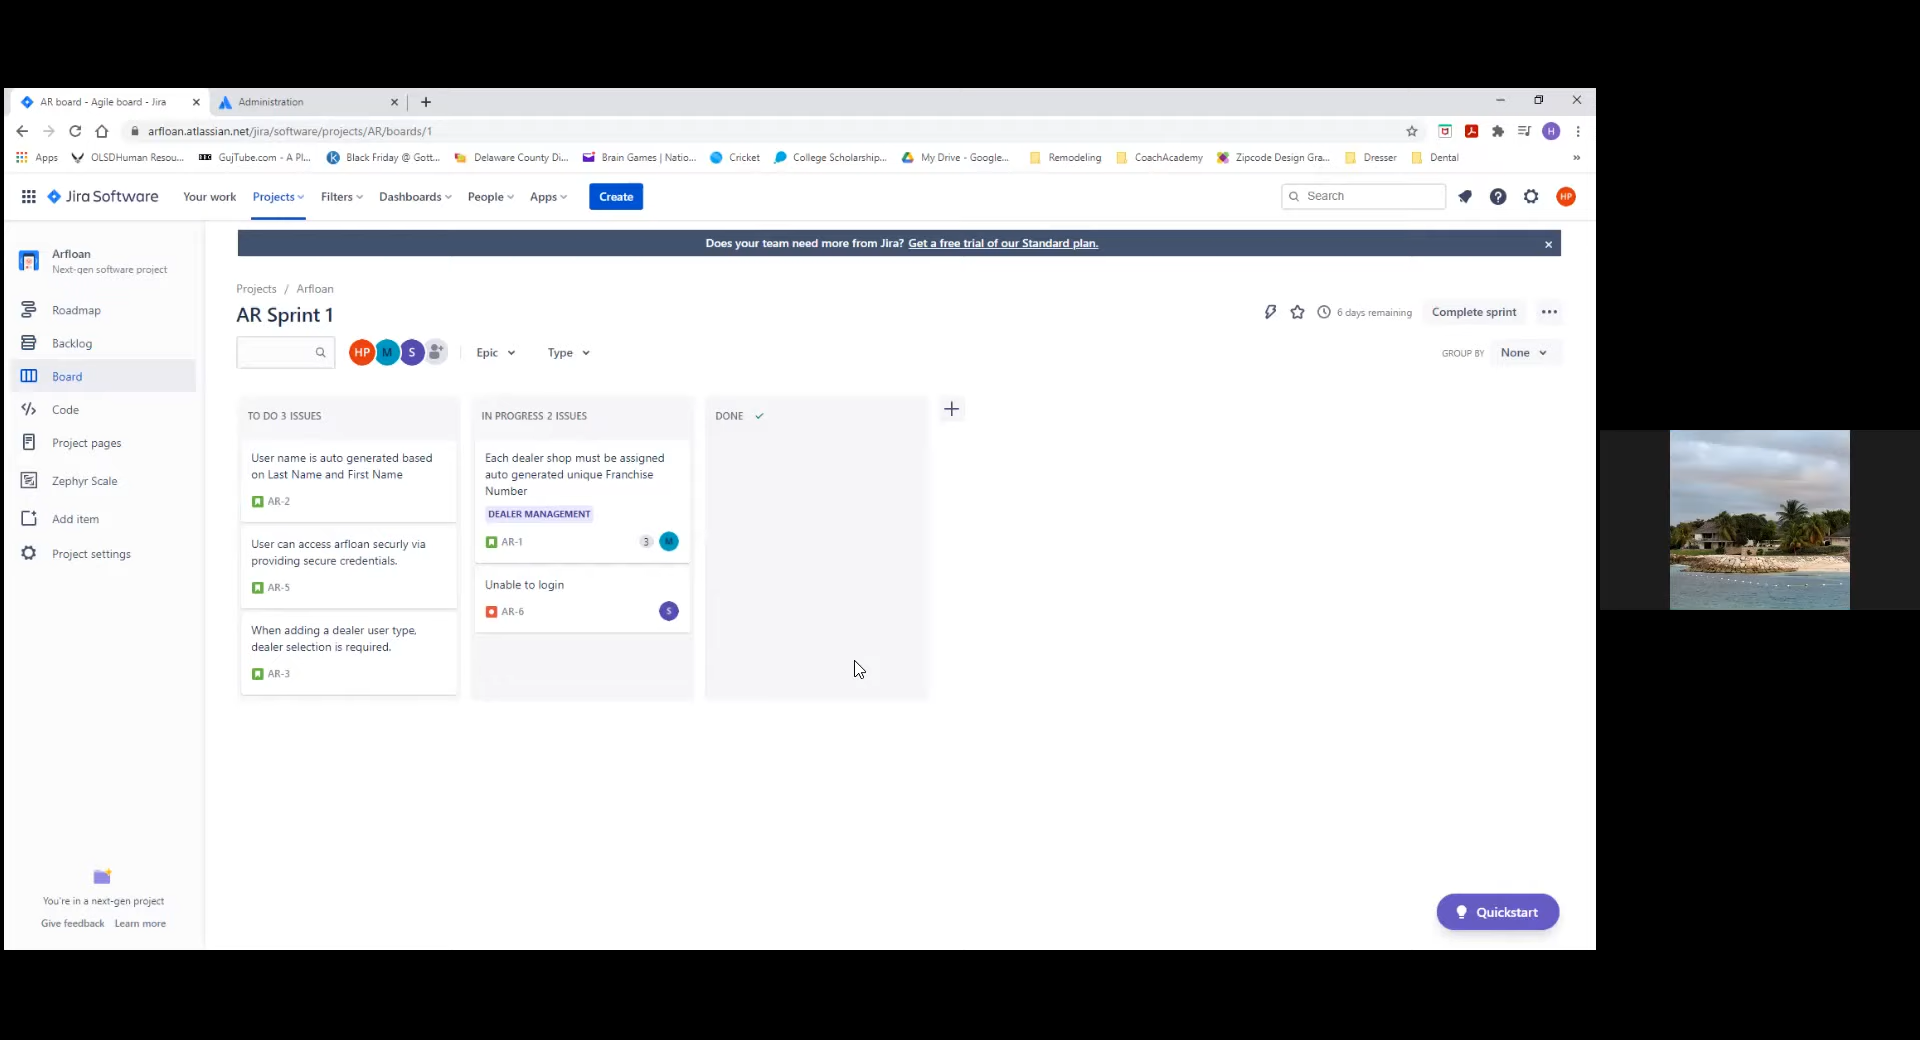 AR board - Agile board - Jira
Administration
arfloan.atlassian.net/jira/software/projects/AR/boards/1
H
Apps
OLSDHuman Resou...
GujTube.com - A Pl...
Black Friday @ Gott...
Delaware County Di...
Brain Games | Natio...
Cricket
College Scholarship...
My Drive - Google...
Remodeling
CoachAcademy
Zipcode Design Gra...
Dresser
Dental
»
Jira Software
Your work
Projects
Filters
Dashboards
People
Apps
Create
Search
HP
Arfloan
Next-gen software project
Roadmap
Backlog
Board
Code
Project pages
Zephyr Scale
Add item
Project settings
You're in a next-gen project
Give feedback Learn more
Does your team need more from Jira? Get a free trial of our Standard plan.
Projects / Arfloan
AR Sprint 1
6 days remaining
Complete sprint
HP M S
Epic
Type
GROUP BY None
TO DO 3 ISSUES
User name is auto generated based
on Last Name and First Name
AR-2
User can access arfloan securly via
providing secure credentials.
AR-5
When adding a dealer user type,
dealer selection is required.
AR-3
IN PROGRESS 2 ISSUES
Each dealer shop must be assigned
auto generated unique Franchise
Number
DEALER MANAGEMENT
AR-1 3 M
Unable to login
AR-6 S
DONE
Quickstart